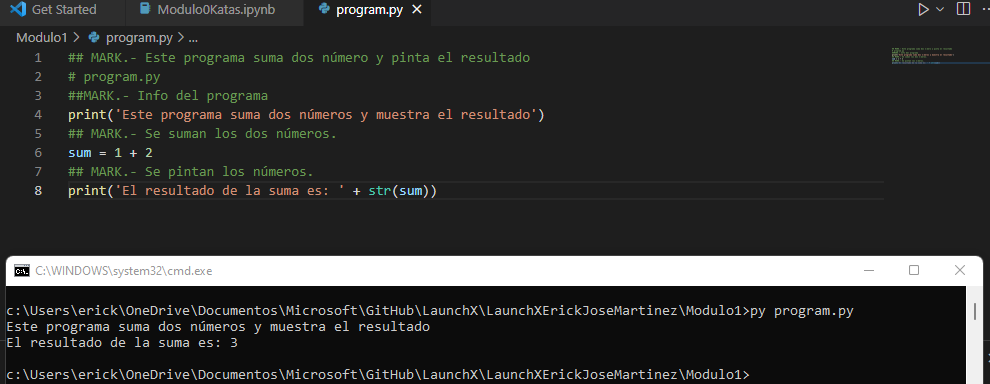 Get Started Modulo0Katas.ipynb program.py
Modulo1 > program.py > ...
1 ## MARK.- Este programa suma dos número y pinta el resultado
2 # program.py
3 ##MARK.- Info del programa
4 print('Este programa suma dos números y muestra el resultado')
5 ## MARK.- Se suman los dos números.
6 sum = 1 + 2
7 ## MARK.- Se pintan los números.
8 print('El resultado de la suma es: ' + str(sum))
C:\WINDOWS\system32\cmd.exe
c:\Users\erick\OneDrive\Documentos\Microsoft\GitHub\LaunchX\LaunchXErickJoseMartinez\Modulo1>py program.py
Este programa suma dos números y muestra el resultado
El resultado de la suma es: 3
c:\Users\erick\OneDrive\Documentos\Microsoft\GitHub\LaunchX\LaunchXErickJoseMartinez\Modulo1>